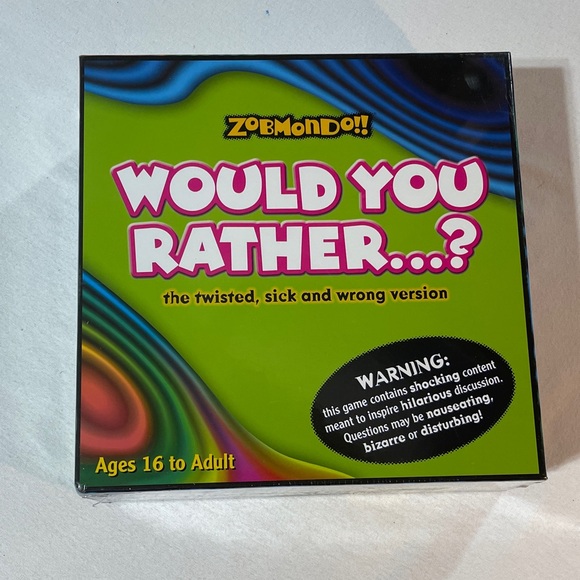 ZOBMONDO!!
WOULD YOU
RATHER...?
the twisted, sick and wrong version
WARNING:
this game contains shocking content
meant to inspire hilarious discussion.
Questions may be nauseating,
bizarre or disturbing!
Ages 16 to Adult